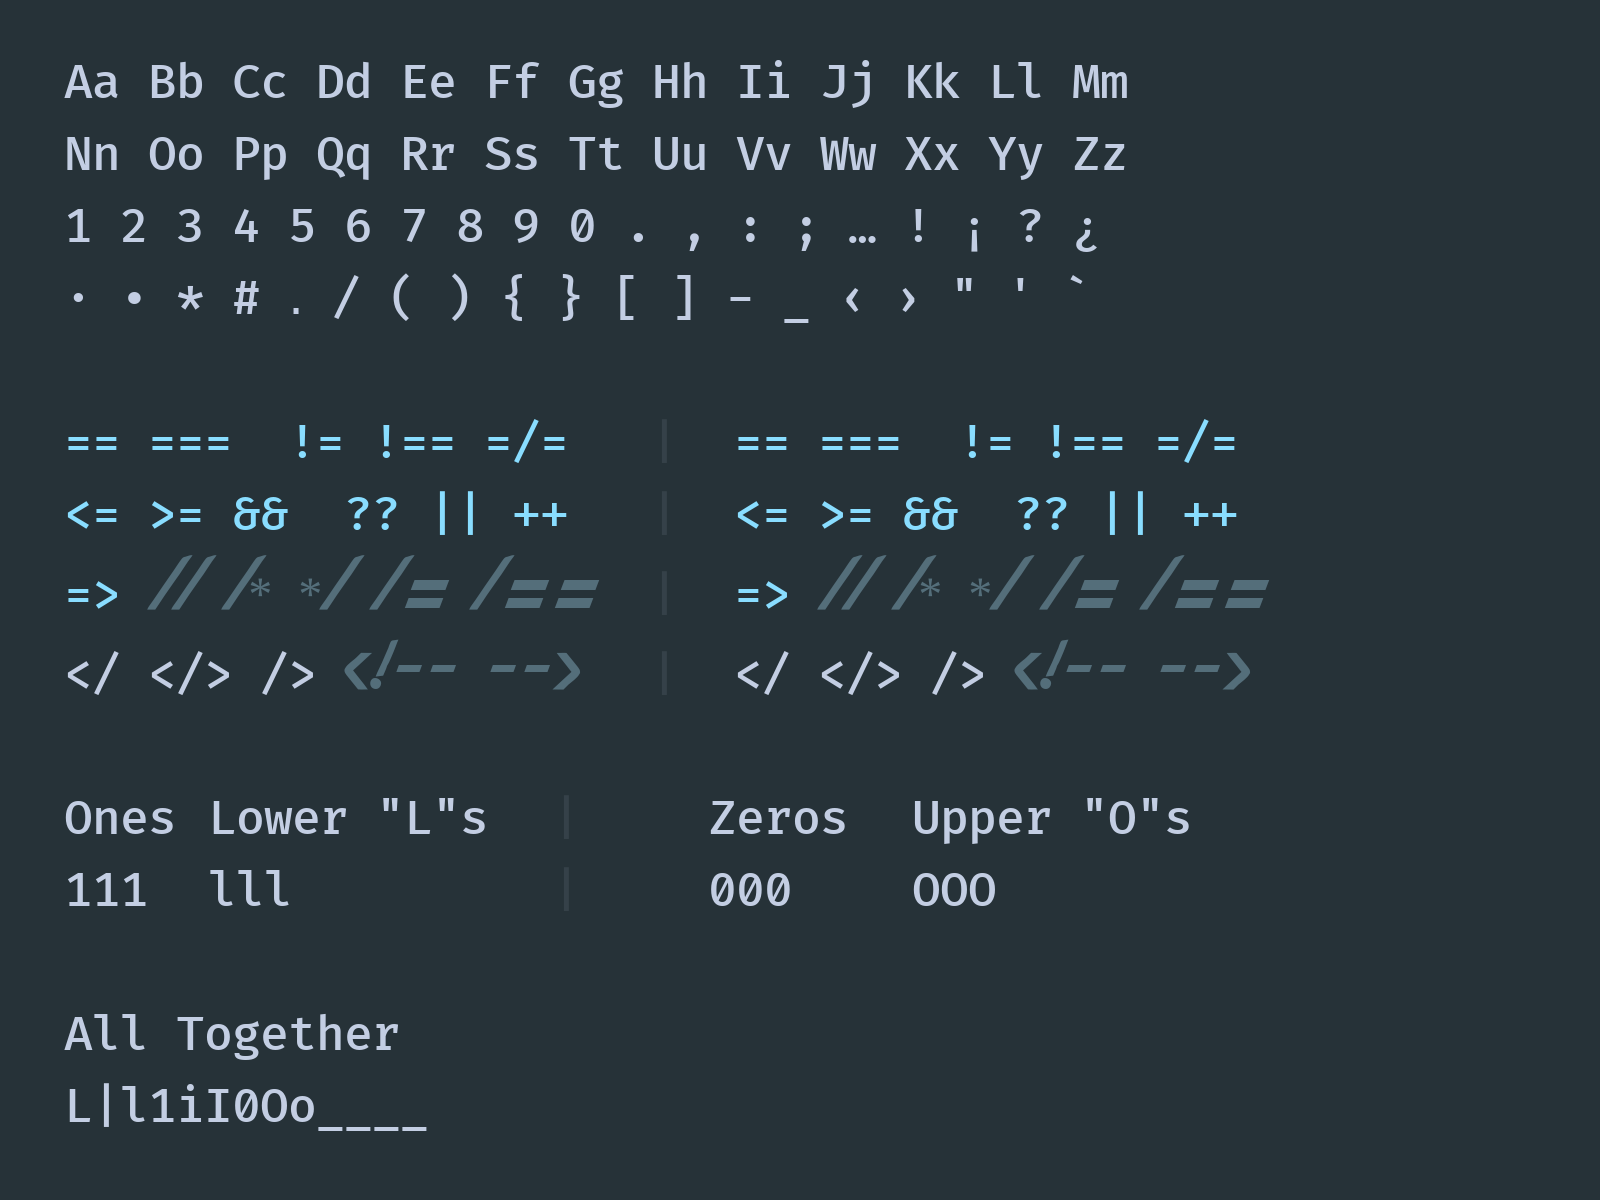 Aa Bb Cc Dd Ee Ff Gg Hh Ii Jj Kk Ll Mm
Nn Oo Pp Qq Rr Ss Tt Uu Vv Ww Xx Yy Zz
1 2 3 4 5 6 7 8 9 0 . , : ; … ! ¡ ? ¿
· • * # . / ( ) { } [ ] - _ ‹ › " ' `
== ===  != !== =/=   |  == ===  != !== =/=
<= >= &&  ?? || ++   |  <= >= &&  ?? || ++
=> // /* */ /= /==   |  => // /* */ /= /==
</ </> /> <!-- -->   |  </ </> /> <!-- -->
Ones Lower "L"s   |   Zeros  Upper "O"s
111  lll   |   000  OOO
All Together
L|l1iI0Oo____